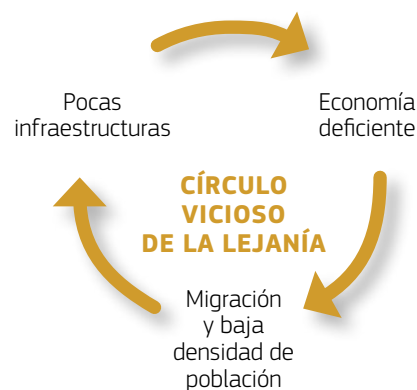 Pocas
infraestructuras
Economía
deficiente
CÍRCULO
VICIOSO
DE LA LEJANÍA
Migración
y baja
densidad de
población